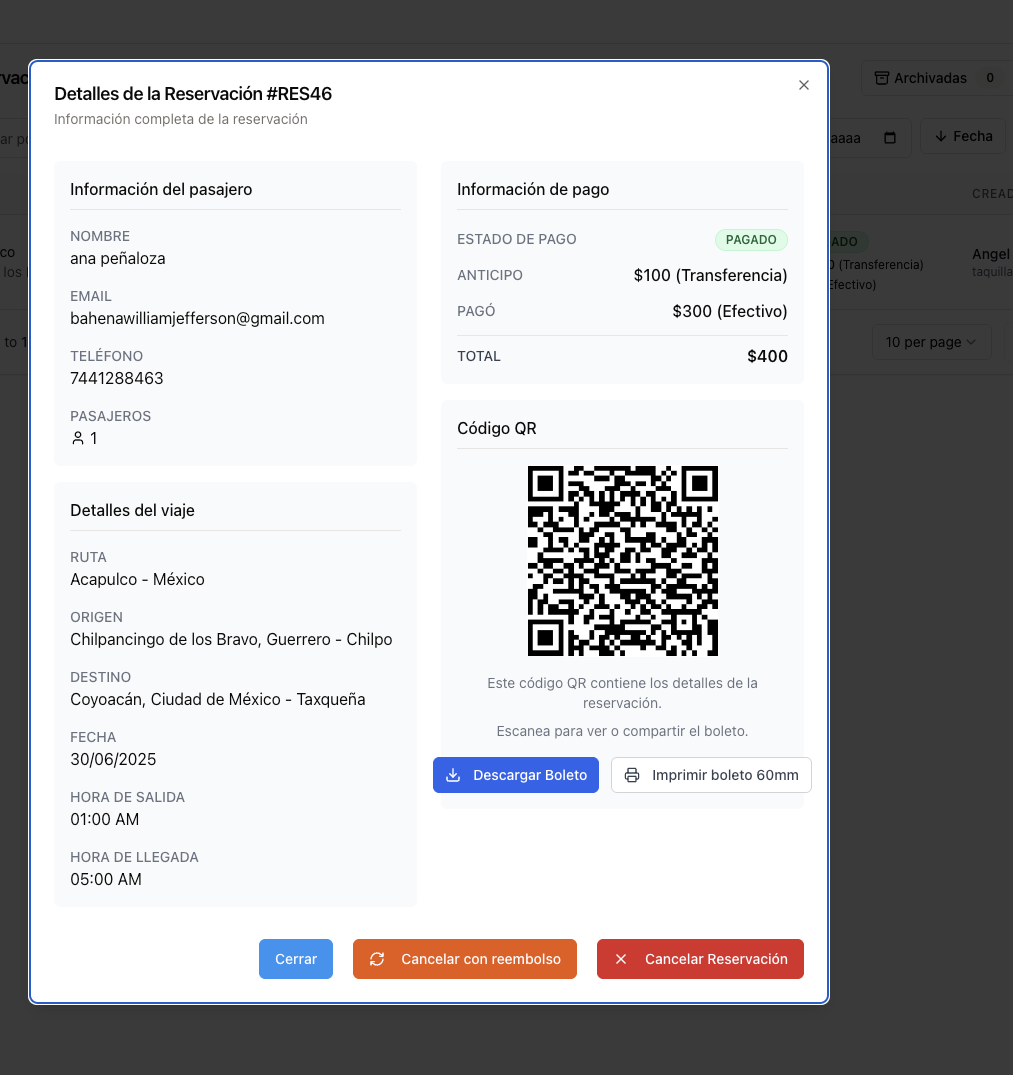 Detalles de la Reservación #RES46
Información completa de la reservación
Información del pasajero
NOMBRE
ana peñaloza
EMAIL
bahenawilliamjefferson@gmail.com
TELÉFONO
7441288463
PASAJEROS
1
Detalles del viaje
RUTA
Acapulco - México
ORIGEN
Chilpancingo de los Bravo, Guerrero - Chilpo
DESTINO
Coyoacán, Ciudad de México - Taxqueña
FECHA
30/06/2025
HORA DE SALIDA
01:00 AM
HORA DE LLEGADA
05:00 AM
Información de pago
ESTADO DE PAGO PAGADO
ANTICIPO $100 (Transferencia)
PAGÓ $300 (Efectivo)
TOTAL $400
Código QR
Este código QR contiene los detalles de la
reservación.
Escanea para ver o compartir el boleto.
Descargar Boleto Imprimir boleto 60mm
Cerrar Cancelar con reembolso Cancelar Reservación
Archivadas 0
aaaa Fecha
CREAD
ADO
0 (Transferencia)
Efectivo)
Angel
taquilla
los
to 1
10 per page